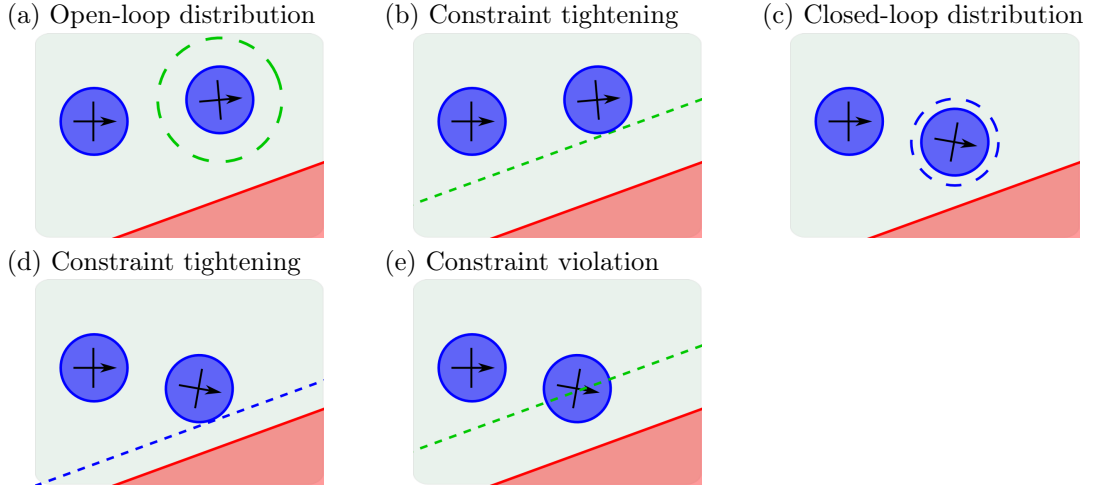 (a) Open-loop distribution
(b) Constraint tightening
(c) Closed-loop distribution
(d) Constraint tightening
(e) Constraint violation